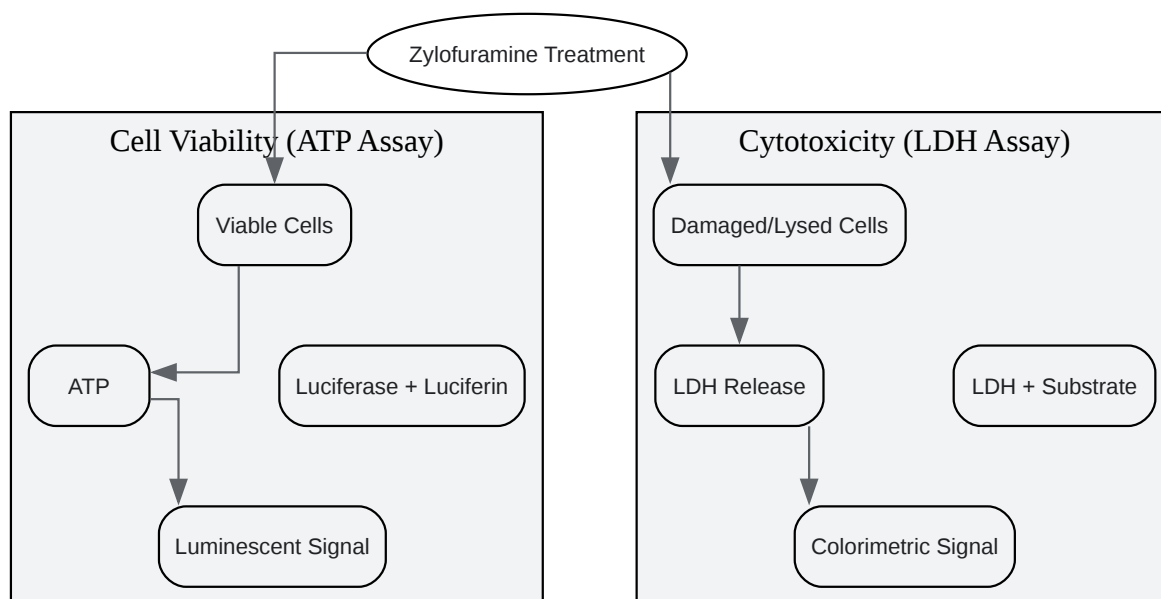 Zylofuramine Treatment
Cell Viability (ATP Assay)
Cytotoxicity (LDH Assay)
Viable Cells
Damaged/Lysed Cells
ATP
Luciferase + Luciferin
LDH Release
LDH + Substrate
Luminescent Signal
Colorimetric Signal